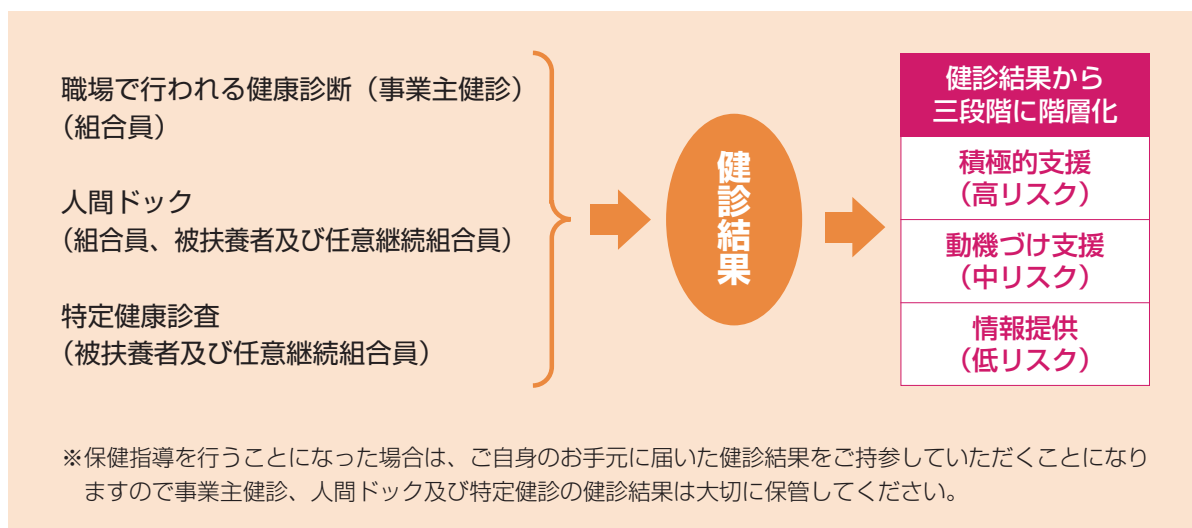 職場で行われる健康診断（事業主健診）
（組合員）
人間ドック
（組合員、被扶養者及び任意継続組合員）
特定健康診査
（被扶養者及び任意継続組合員）
健診結果
健診結果から
三段階に階層化
積極的支援
（高リスク）
動機づけ支援
（中リスク）
情報提供
（低リスク）
※保健指導を行うことになった場合は、ご自身のお手元に届いた健診結果をご持参していただくことになり
ますので事業主健診、人間ドック及び特定健診の健診結果は大切に保管してください。